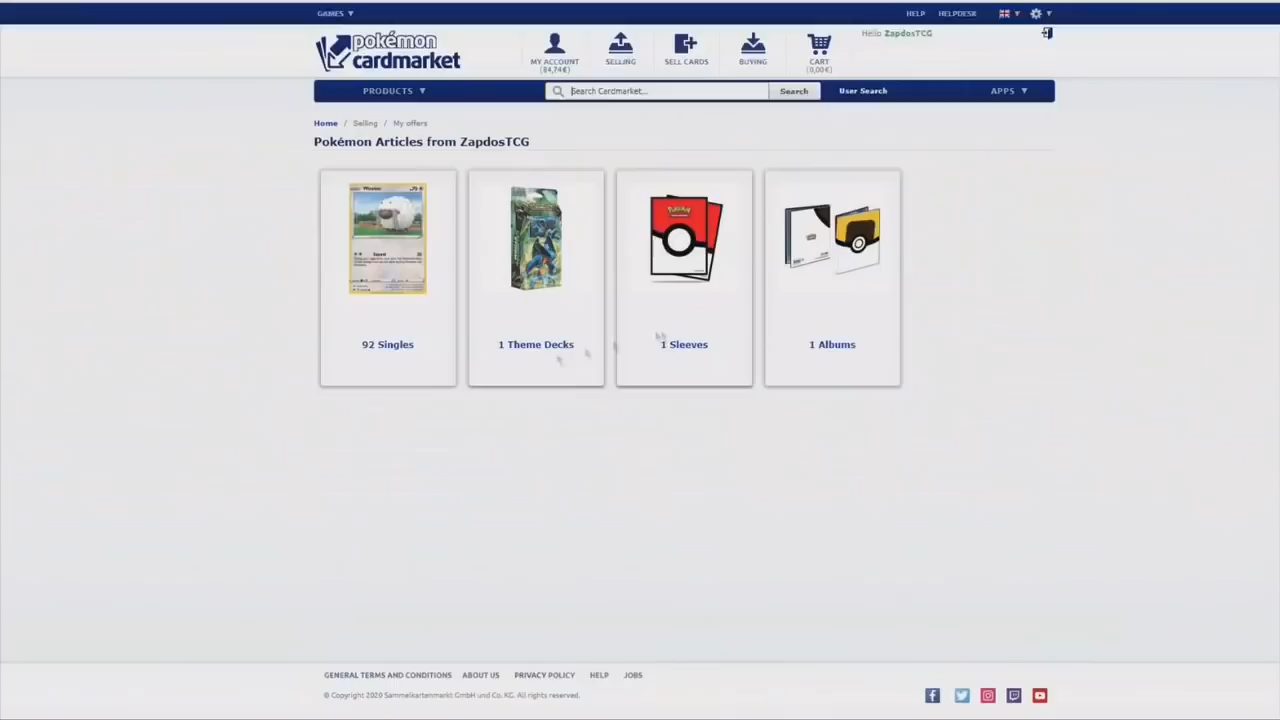 GAMES
HELP
HELPDESK
pokémon
cardmarket
MY ACCOUNT
(84,74 €)
SELLING
SELL CARDS
BUYING
CART
(0,00 €)
Hello ZapdosTCG
PRODUCTS
Search Cardmarket...
Search
User Search
APPS
Home / Selling / My offers
Pokémon Articles from ZapdosTCG
Wooloo
92 Singles
1 Theme Decks
1 Sleeves
1 Albums
GENERAL TERMS AND CONDITIONS
ABOUT US
PRIVACY POLICY
HELP
JOBS
© Copyright 2020 Sammelkartenmarkt GmbH und Co. KG. All rights reserved.